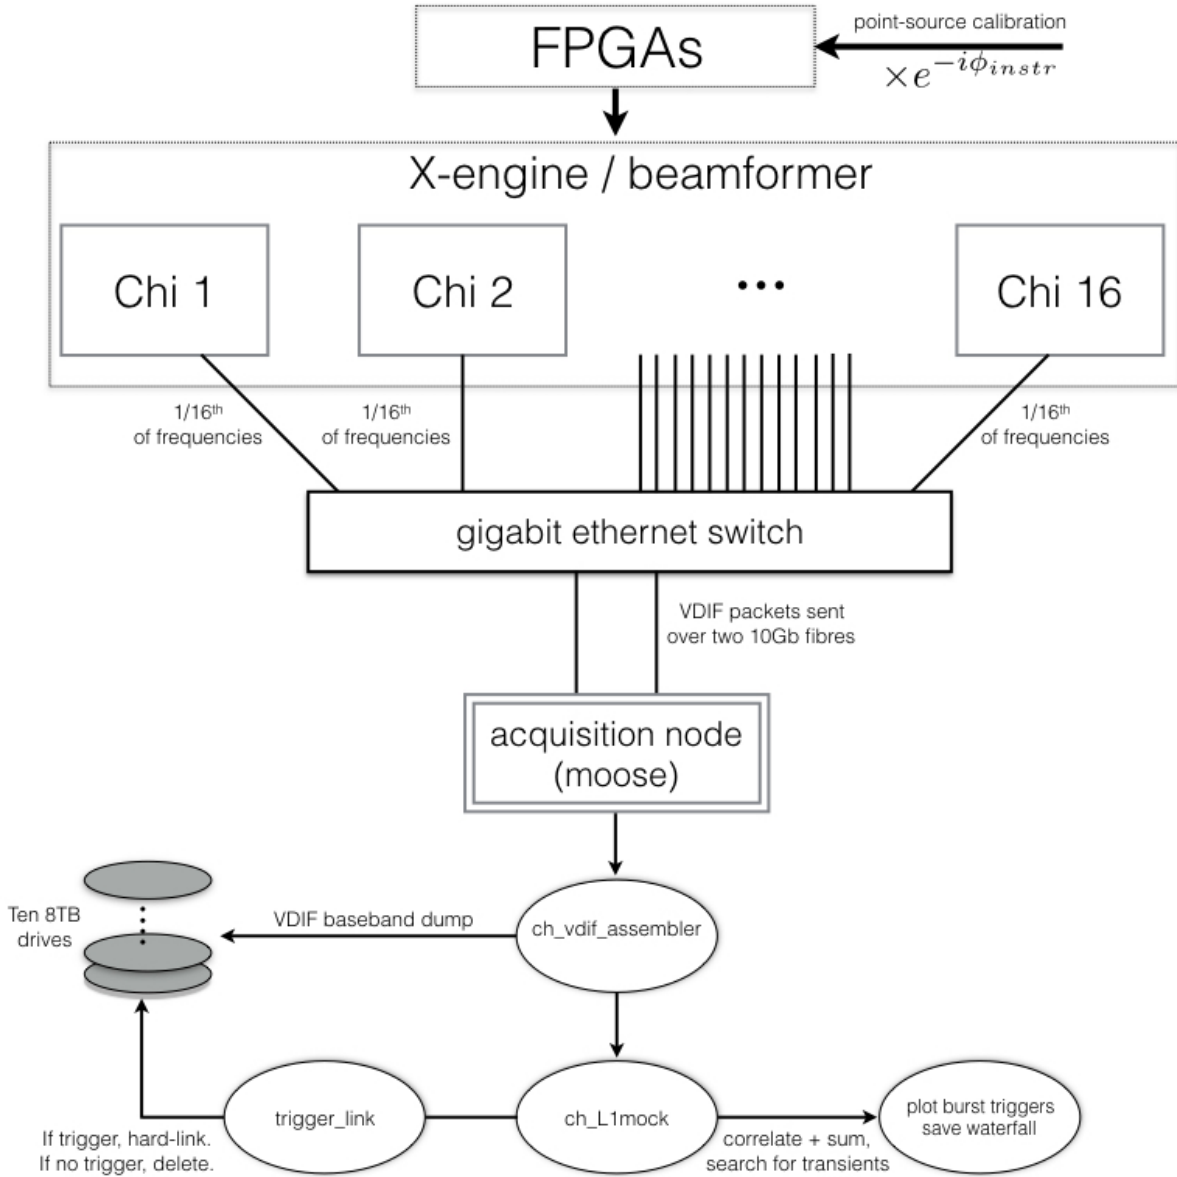 point-source calibration
FPGAs
×e^{-iϕ_{instr}}
X-engine / beamformer
Chi 1
Chi 2
...
Chi 16
1/16th
of frequencies
1/16th
of frequencies
1/16th
of frequencies
gigabit ethernet switch
VDIF packets sent
over two 10Gb fibres
acquisition node
(moose)
Ten 8TB
drives
VDIF baseband dump
ch_vdif_assembler
trigger_link
ch_L1mock
plot burst triggers
save waterfall
If trigger, hard-link.
If no trigger, delete.
correlate + sum,
search for transients